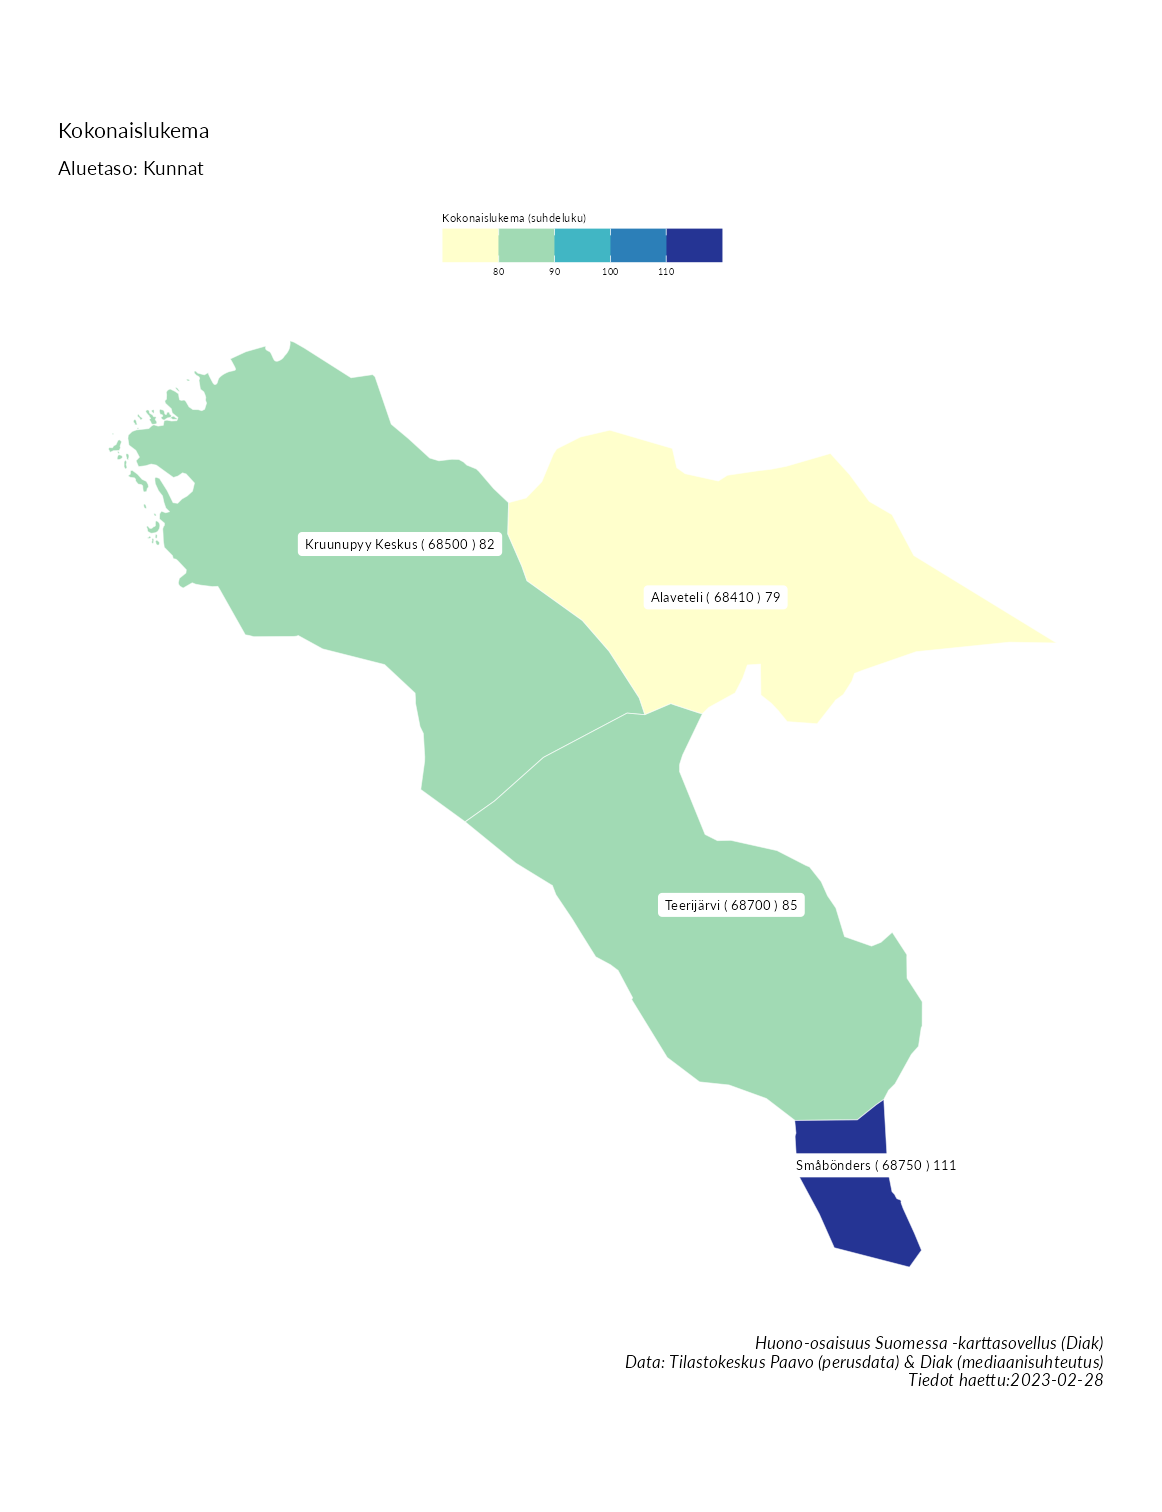 Kokonaislukema
Aluetaso: Kunnat
Kokonaislukema (suhdeluku)
80 90 100 110
Kruunupyy Keskus ( 68500 ) 82
Alaveteli ( 68410 ) 79
Teerijärvi ( 68700 ) 85
Småbönders ( 68750 ) 111
Huono-osaisuus Suomessa -karttasovellus (Diak)
Data: Tilastokeskus Paavo (perusdata) & Diak (mediaanisuhteutus)
Tiedot haettu:2023-02-28